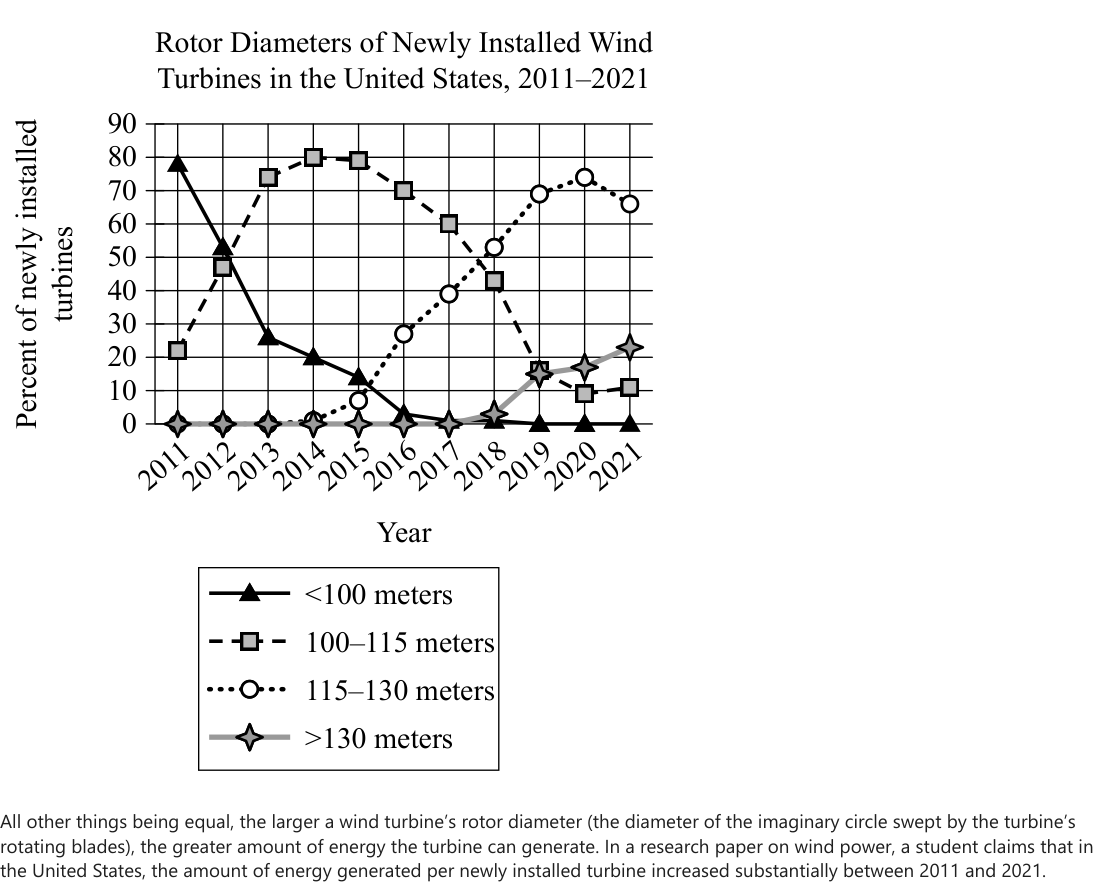 Rotor Diameters of Newly Installed Wind
Turbines in the United States, 2011–2021
Percent of newly installed
turbines
90
80
70
60
50
40
30
20
10
0
2011
2012
2013
2014
2015
2016
2017
2018
2019
2020
2021
Year
<100 meters
100–115 meters
115–130 meters
>130 meters
All other things being equal, the larger a wind turbine’s rotor diameter (the diameter of the imaginary circle swept by the turbine’s
rotating blades), the greater amount of energy the turbine can generate. In a research paper on wind power, a student claims that in
the United States, the amount of energy generated per newly installed turbine increased substantially between 2011 and 2021.